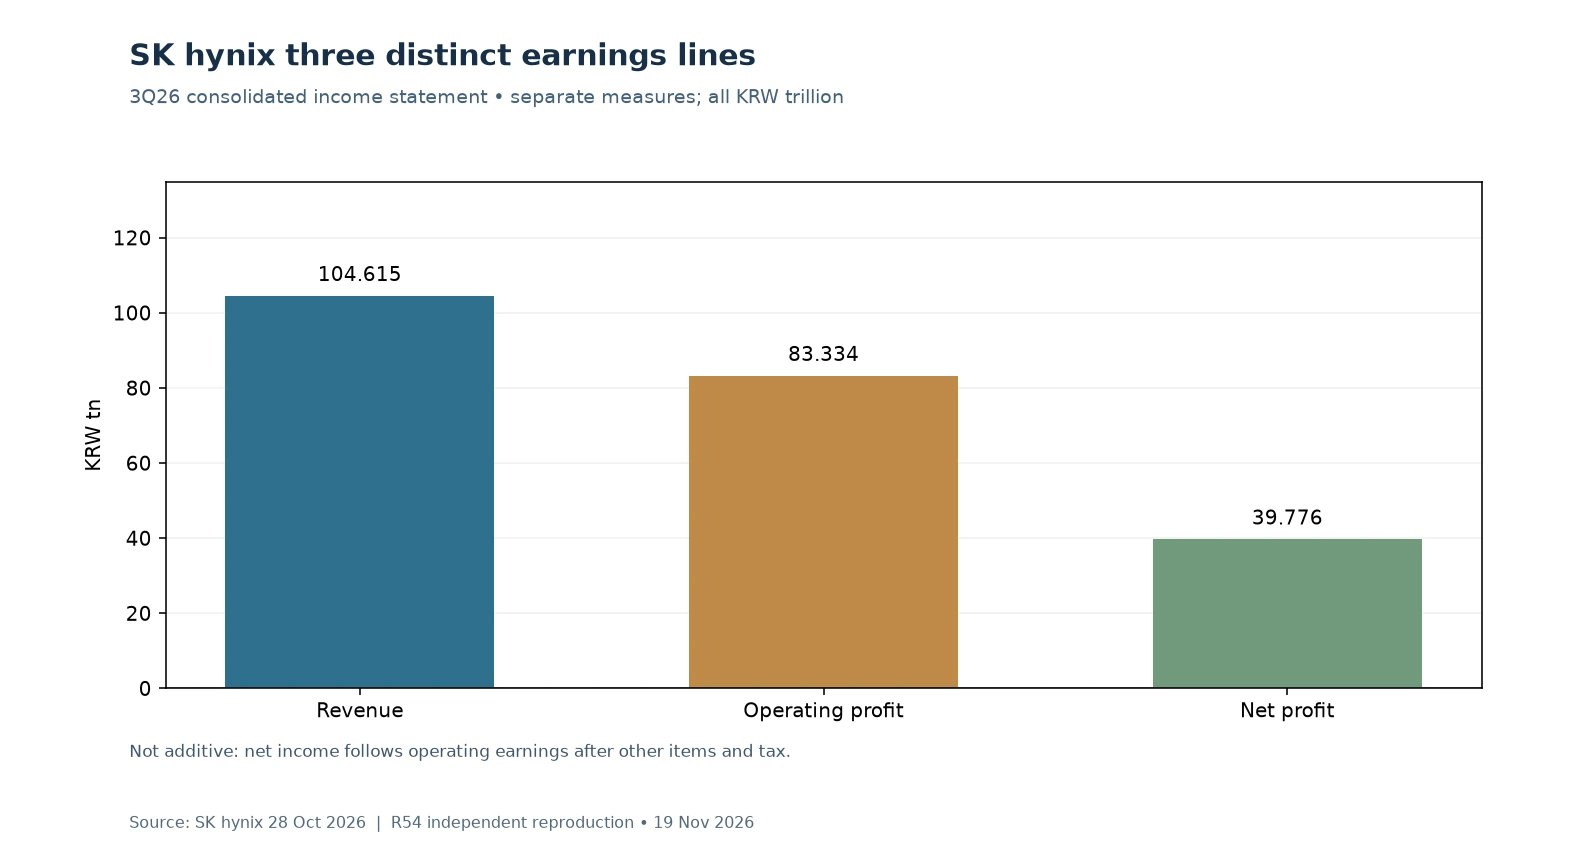 SK hynix three distinct earnings lines
3Q26 consolidated income statement • separate measures; all KRW trillion
KRW tn
120
100
80
60
40
20
0
104.615
83.334
39.776
Revenue
Operating profit
Net profit
Not additive: net income follows operating earnings after other items and tax.
Source: SK hynix 28 Oct 2026 | R54 independent reproduction • 19 Nov 2026